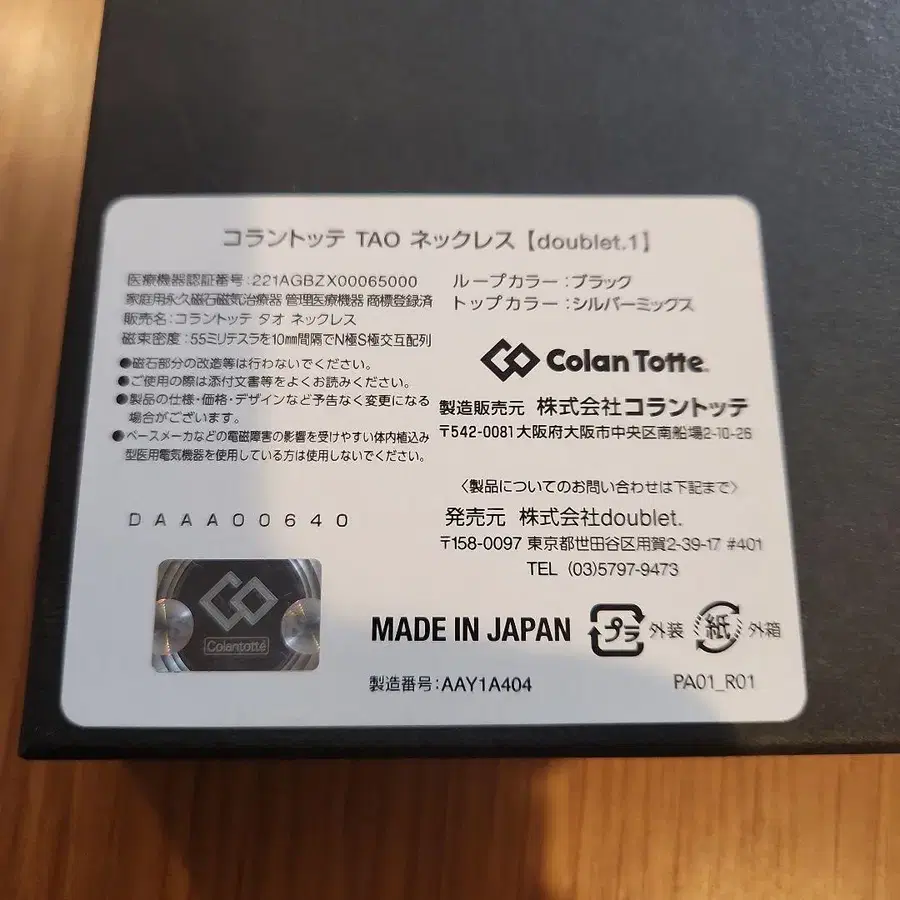 コラントッテ TAO ネックレス【doublet.1】
医療機器認証番号:221AGBZX00065000
家庭用永久磁石磁気治療器 管理医療機器 商標登録済
販売名:コラントッテ タオ ネックレス
磁束密度:55ミリテスラを10mm間隔でN極S極交互配列
●磁石部分の改造等は行わないでください。
●ご使用の際は添付文書等をよくお読みください。
●製品の仕様・価格・デザインなど予告なく変更になる
場合がございます。
●ペースメーカなどの電磁障害の影響を受けやすい体内植込み
型医用電気機器を使用している方は使用しないでください。
DAAA00640
Colantotte
ループカラー:ブラック
トップカラー:シルバーミックス
Colan Totte.
製造販売元 株式会社コラントッテ
〒542-0081大阪府大阪市中央区南船場2-10-26
〈製品についてのお問い合わせは下記まで〉
発売元 株式会社doublet.
〒158-0097 東京都世田谷区用賀2-39-17 #401
TEL (03)5797-9473
MADE IN JAPAN
プラ 外装
紙 外箱
製造番号:AAY1A404
PA01_R01